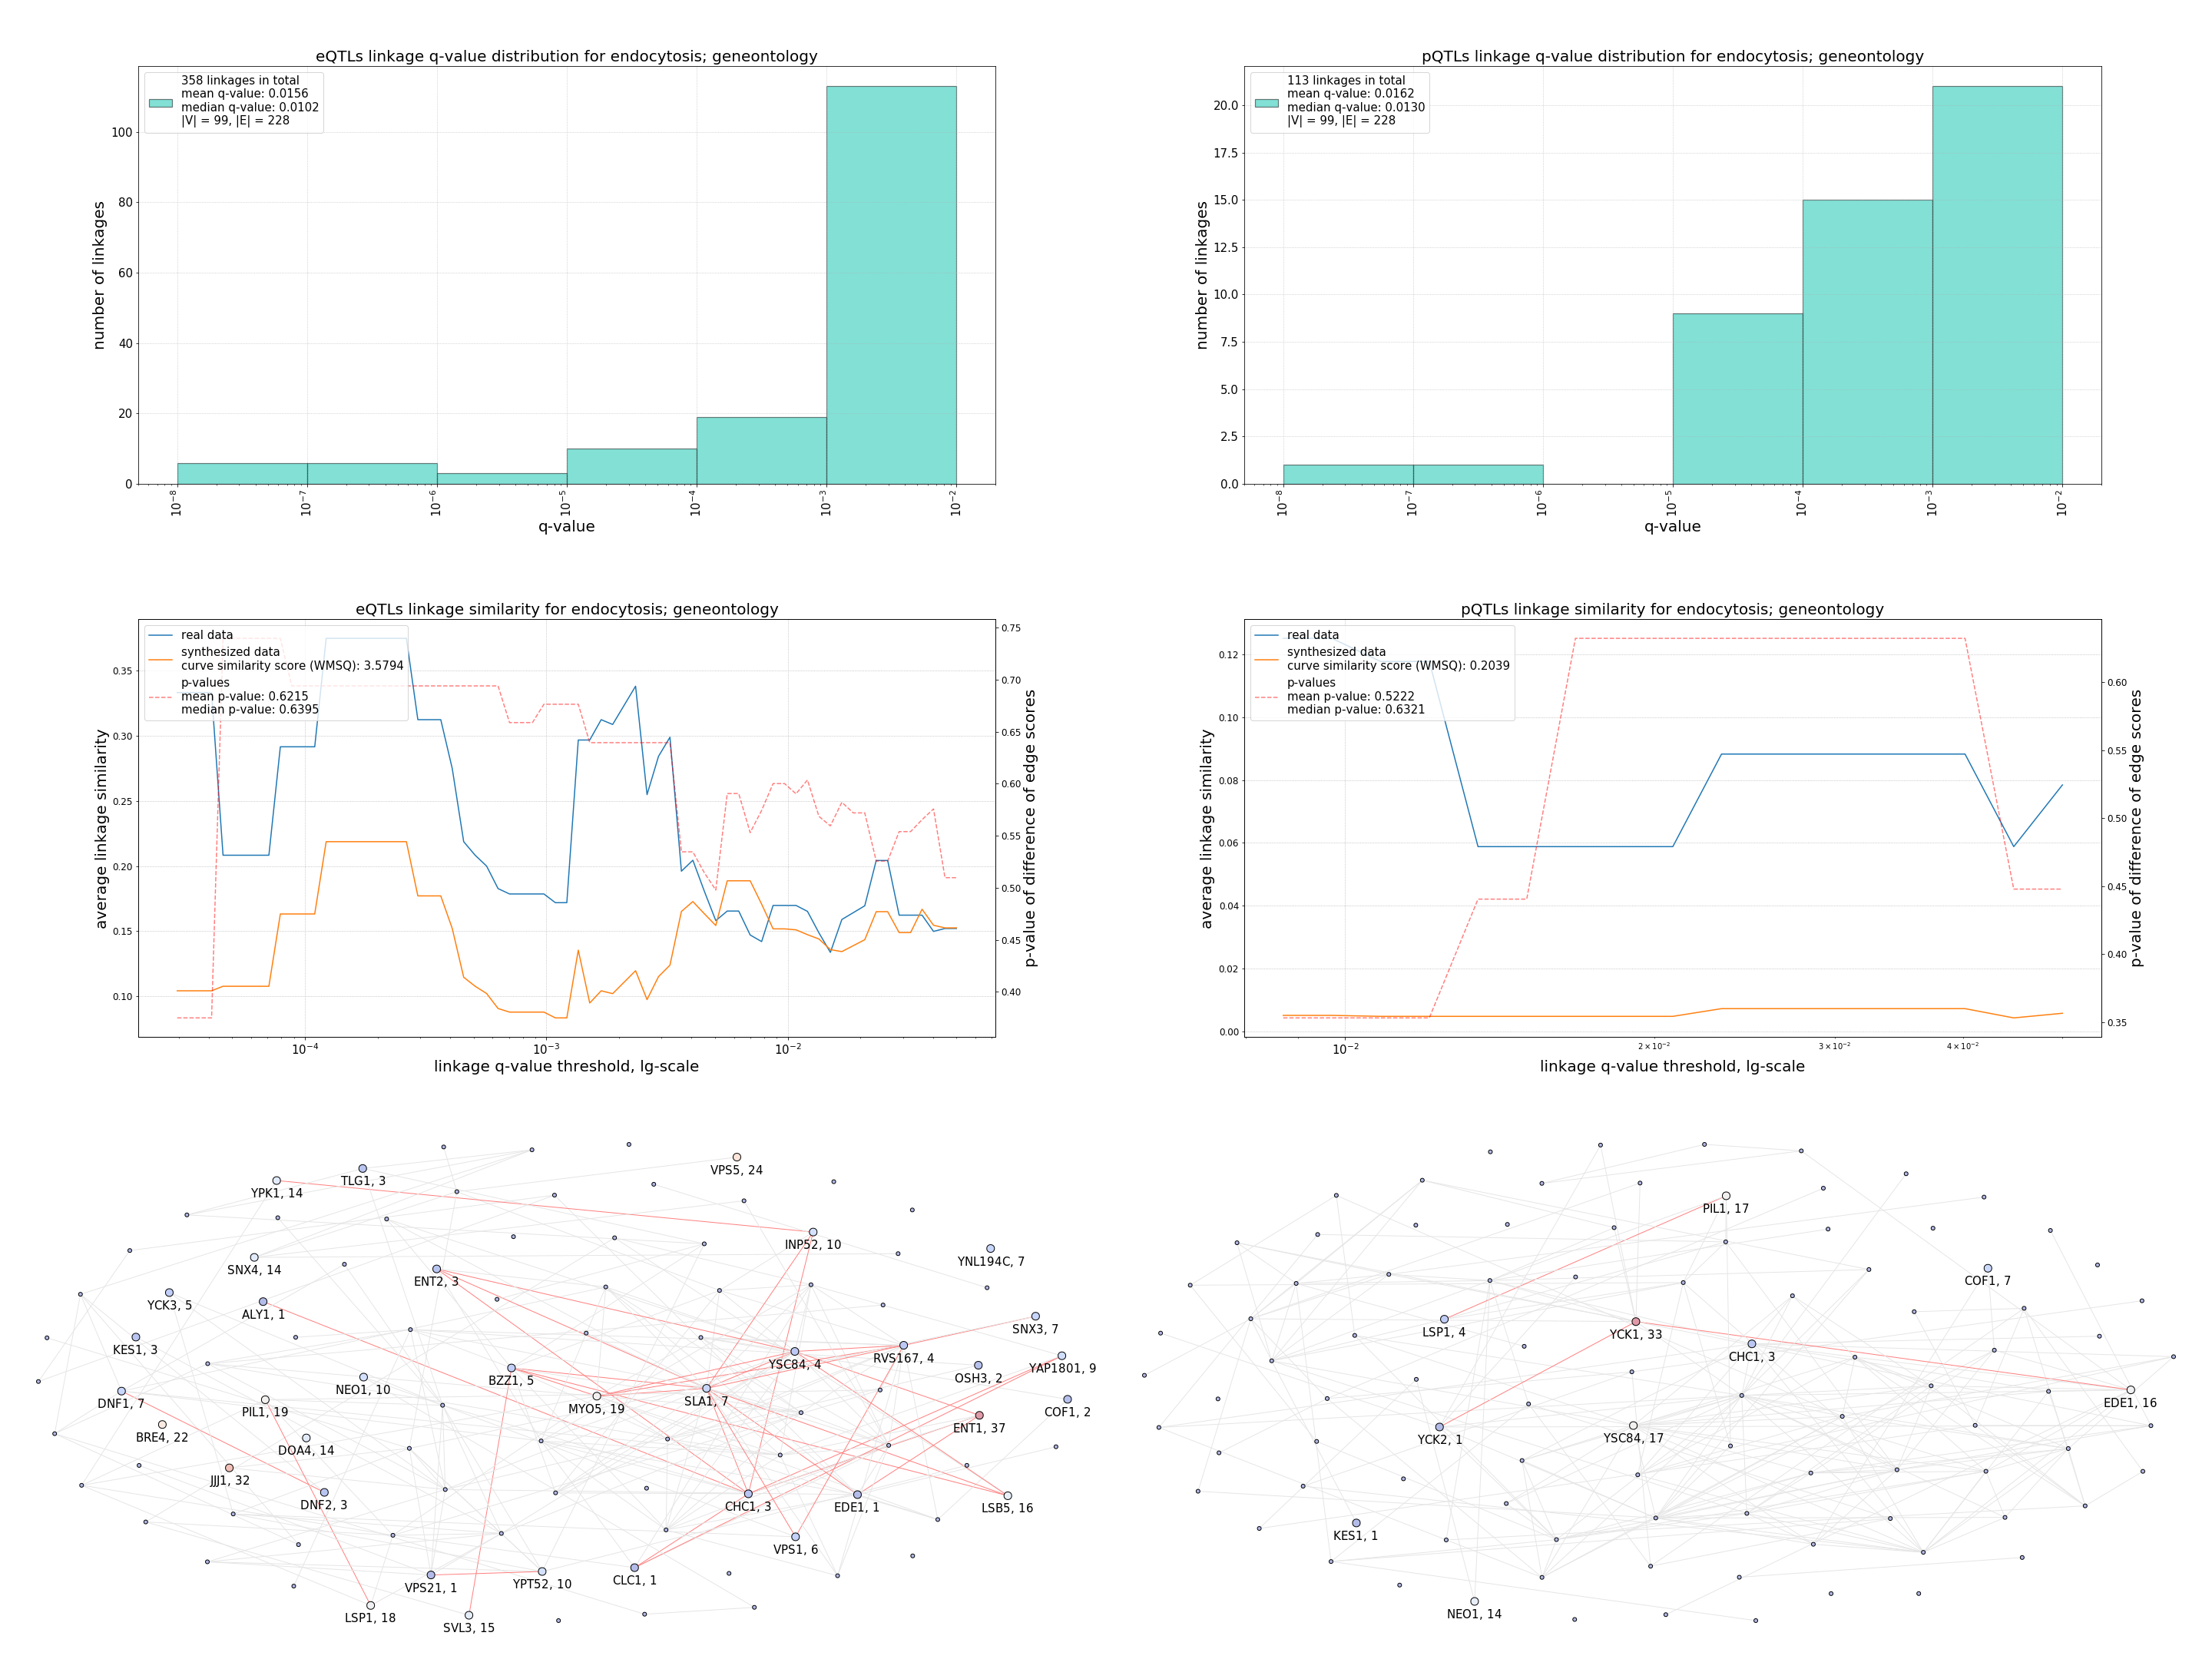 eQTLs linkage q-value distribution for endocytosis; geneontology
358 linkages in total
mean q-value: 0.0156
median q-value: 0.0102
|V| = 99, |E| = 228
number of linkages
100
80
60
40
20
0
10⁻⁸ 10⁻⁷ 10⁻⁶ 10⁻⁵ 10⁻⁴ 10⁻³ 10⁻²
q-value
pQTLs linkage q-value distribution for endocytosis; geneontology
113 linkages in total
mean q-value: 0.0162
median q-value: 0.0130
|V| = 99, |E| = 228
number of linkages
20.0
17.5
15.0
12.5
10.0
7.5
5.0
2.5
0.0
10⁻⁸ 10⁻⁷ 10⁻⁶ 10⁻⁵ 10⁻⁴ 10⁻³ 10⁻²
q-value
eQTLs linkage similarity for endocytosis; geneontology
real data
synthesized data
curve similarity score (WMSQ): 3.5794
p-values
mean p-value: 0.6215
median p-value: 0.6395
average linkage similarity
0.35
0.30
0.25
0.20
0.15
0.10
0.75
0.70
0.65
0.60
0.55
0.50
0.45
0.40
p-value of difference of edge scores
10⁻⁴ 10⁻³ 10⁻²
linkage q-value threshold, lg-scale
pQTLs linkage similarity for endocytosis; geneontology
real data
synthesized data
curve similarity score (WMSQ): 0.2039
p-values
mean p-value: 0.5222
median p-value: 0.6321
average linkage similarity
0.12
0.10
0.08
0.06
0.04
0.02
0.00
0.60
0.55
0.50
0.45
0.40
0.35
p-value of difference of edge scores
10⁻² 2 × 10⁻² 3 × 10⁻² 4 × 10⁻²
linkage q-value threshold, lg-scale
VPS5, 24
TLG1, 3
YPK1, 14
INP52, 10
YNL194C, 7
SNX4, 14
ENT2, 3
YCK3, 5
ALY1, 1
SNX3, 7
KES1, 3
YSC84, 4
RVS167, 4
YAP1801, 9
BZZ1, 5
OSH3, 2
NEO1, 10
DNF1, 7
SLA1, 7
MYO5, 19
PIL1, 19
COF1, 2
ENT1, 37
BRE4, 22
DOA4, 14
JJJ1, 32
DNF2, 3
CHC1, 3
EDE1, 1
LSB5, 16
VPS1, 6
CLC1, 1
YPT52, 10
VPS21, 1
LSP1, 18
SVL3, 15
PIL1, 17
COF1, 7
LSP1, 4
YCK1, 33
CHC1, 3
EDE1, 16
YCK2, 1
YSC84, 17
KES1, 1
NEO1, 14